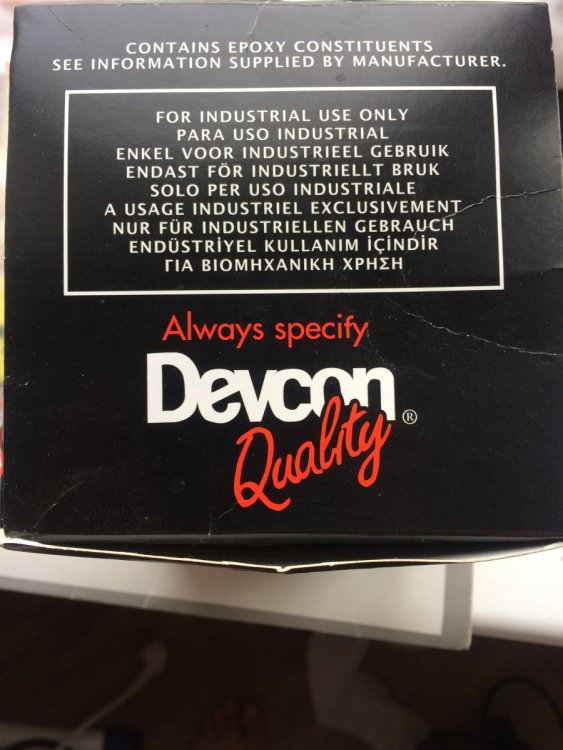 CONTAINS EPOXY CONSTITUENTS
SEE INFORMATION SUPPLIED BY MANUFACTURER.
FOR INDUSTRIAL USE ONLY
PARA USO INDUSTRIAL
ENKEL VOOR INDUSTRIEEL GEBRUIK
ENDAST FÖR INDUSTRIELLT BRUK
SOLO PER USO INDUSTRIALE
A USAGE INDUSTRIEL EXCLUSIVEMENT
NUR FÜR INDUSTRIELLEN GEBRAUCH
ENDÜSTRİYEL KULLANIM İÇİNDİR
ΓΙΑ ΒΙΟΜΗΧΑΝΙΚΗ ΧΡΗΣΗ
Always specify
Devcon®
Quality